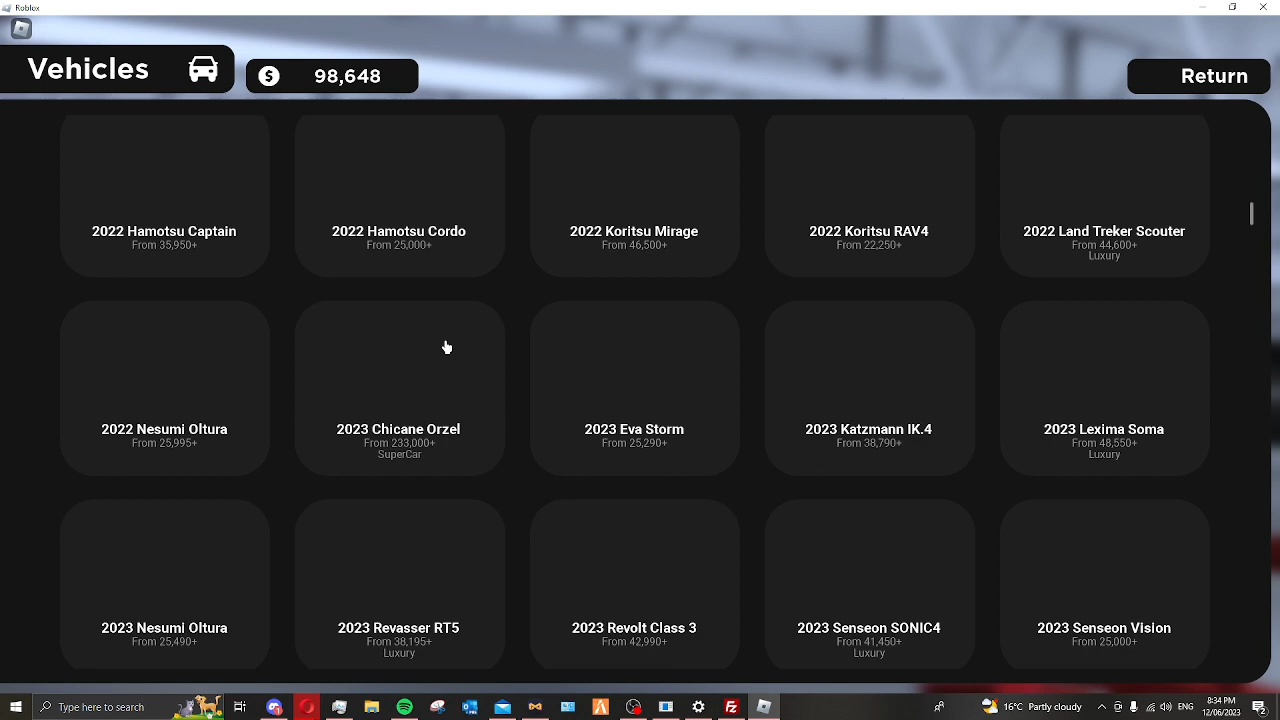 Roblox
Vehicles
$ 98,648
Return
2022 Hamotsu Captain
From 35,950+
2022 Hamotsu Cordo
From 25,000+
2022 Koritsu Mirage
From 46,500+
2022 Koritsu RAV4
From 22,250+
2022 Land Treker Scouter
From 44,600+
Luxury
2022 Nesumi Oltura
From 25,995+
2023 Chicane Orzel
From 233,000+
SuperCar
2023 Eva Storm
From 25,290+
2023 Katzmann IK.4
From 38,790+
2023 Lexima Soma
From 48,550+
Luxury
2023 Nesumi Oltura
From 25,490+
2023 Revasser RT5
From 38,195+
Luxury
2023 Revolt Class 3
From 42,990+
2023 Senseon SONIC4
From 41,450+
Luxury
2023 Senseon Vision
From 25,000+
Type here to search
16°C Partly cloudy
ENG
8:34 PM
12/06/2023